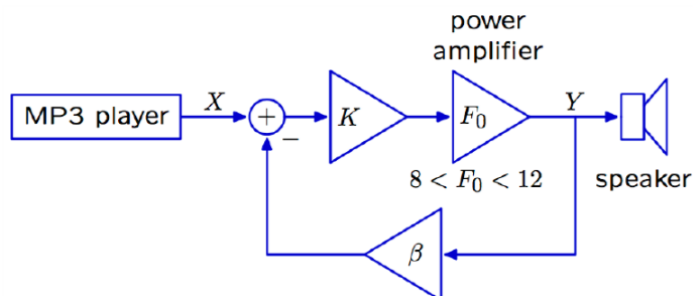 power
amplifier
MP3 player
X
+
−
K
F₀
Y
8 < F₀ < 12
speaker
β